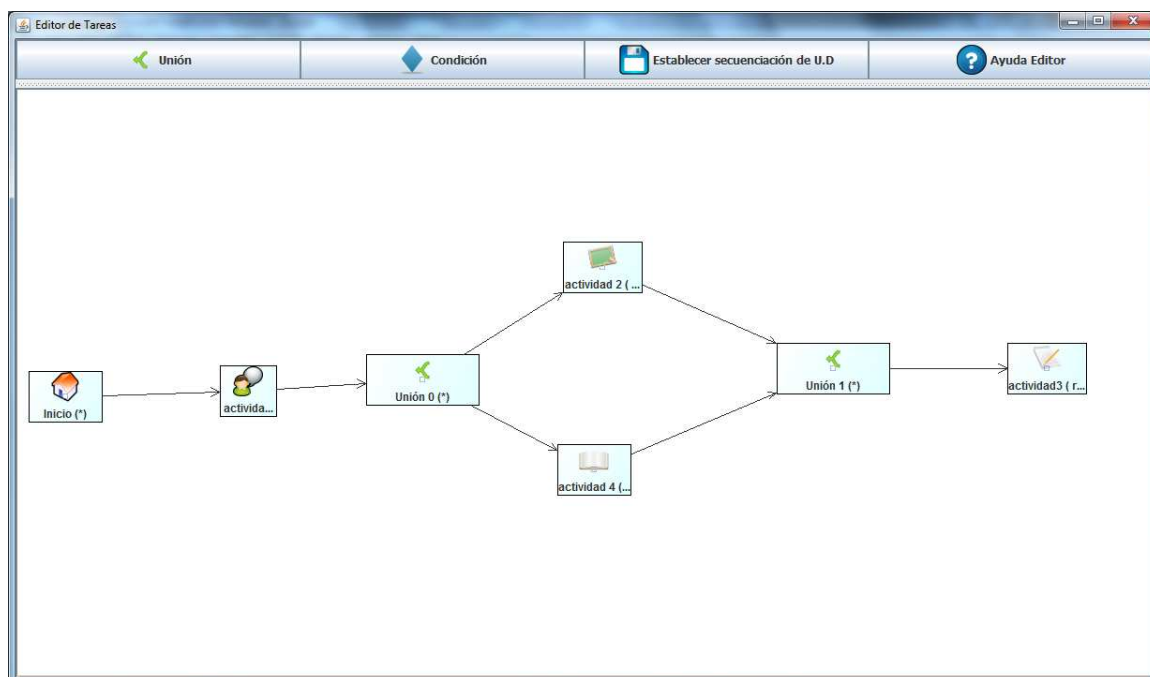 Editor de Tareas
Unión
Condición
Establecer secuenciación de U.D
Ayuda Editor
Inicio (*)
activida...
Unión 0 (*)
actividad 2 ( ...
actividad 4 (...
Unión 1 (*)
actividad3 ( r...